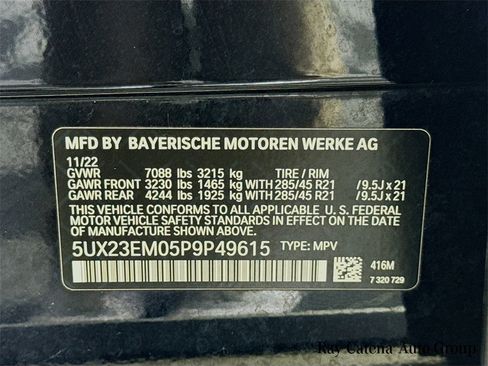 MFD BY BAYERISCHE MOTOREN WERKE AG
11/22
GVWR 7088 lbs 3215 kg TIRE / RIM
GAWR FRONT 3230 lbs 1465 kg WITH 285/45 R21 /9.5J x 21
GAWR REAR 4244 lbs 1925 kg WITH 285/45 R21 /9.5J x 21
THIS VEHICLE CONFORMS TO ALL APPLICABLE U. S. FEDERAL
MOTOR VEHICLE SAFETY STANDARDS IN EFFECT ON THE DATE
OF MANUFACTURE SHOWN ABOVE.
5UX23EM05P9P49615 TYPE: MPV
416M
7 320 729
Ray Catena Auto Group